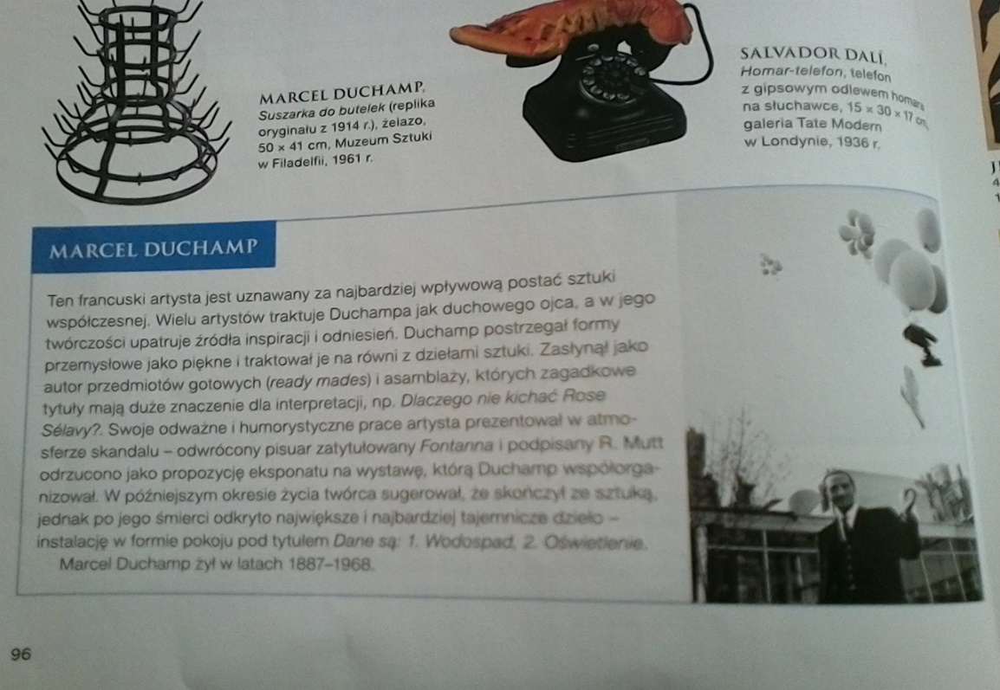 MARCEL DUCHAMP,
Suszarka do butelek (replika
oryginału z 1914 r.), żelazo,
50 × 41 cm, Muzeum Sztuki
w Filadelfii, 1961 r.
SALVADOR DALÍ,
Homar-telefon, telefon
z gipsowym odlewem homara
na słuchawce, 15 × 30 × 17 cm,
galeria Tate Modern
w Londynie, 1936 r.
MARCEL DUCHAMP
Ten francuski artysta jest uznawany za najbardziej wpływową postać sztuki
współczesnej. Wielu artystów traktuje Duchampa jak duchowego ojca, a w jego
twórczości upatruje źródła inspiracji i odniesień. Duchamp postrzegał formy
przemysłowe jako piękne i traktował je na równi z dziełami sztuki. Zasłynął jako
autor przedmiotów gotowych (ready mades) i asamblaży, których zagadkowe
tytuły mają duże znaczenie dla interpretacji, np. Dlaczego nie kichać Rose
Sélavy?. Swoje odważne i humorystyczne prace artysta prezentował w atmo-
sferze skandalu – odwrócony pisuar zatytułowany Fontanna i podpisany R. Mutt
odrzucono jako propozycję eksponatu na wystawę, którą Duchamp współorga-
nizował. W późniejszym okresie życia twórca sugerował, że skończył ze sztuką,
jednak po jego śmierci odkryto największe i najbardziej tajemnicze dzieło –
instalację w formie pokoju pod tytułem Dane są: 1. Wodospad, 2. Oświetlenie.
Marcel Duchamp żył w latach 1887–1968.
96